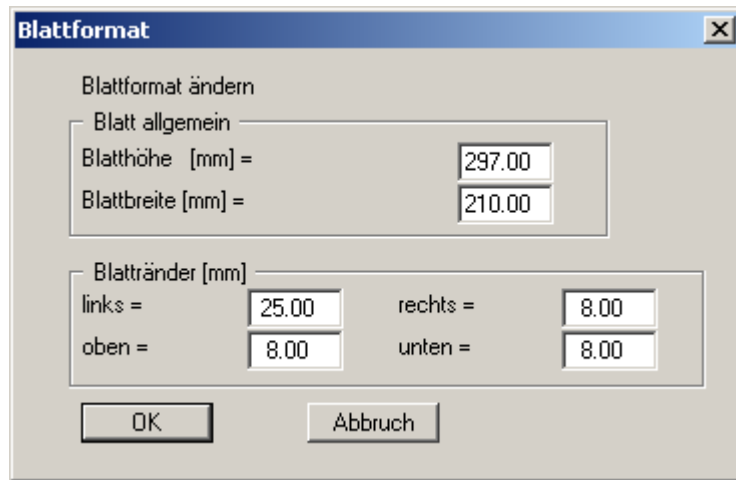 Blattformat
Blattformat ändern
Blatt allgemein
Blatthöhe [mm] = 297.00
Blattbreite [mm] = 210.00
Blattränder [mm]
links = 25.00 rechts = 8.00
oben = 8.00 unten = 8.00
OK Abbruch